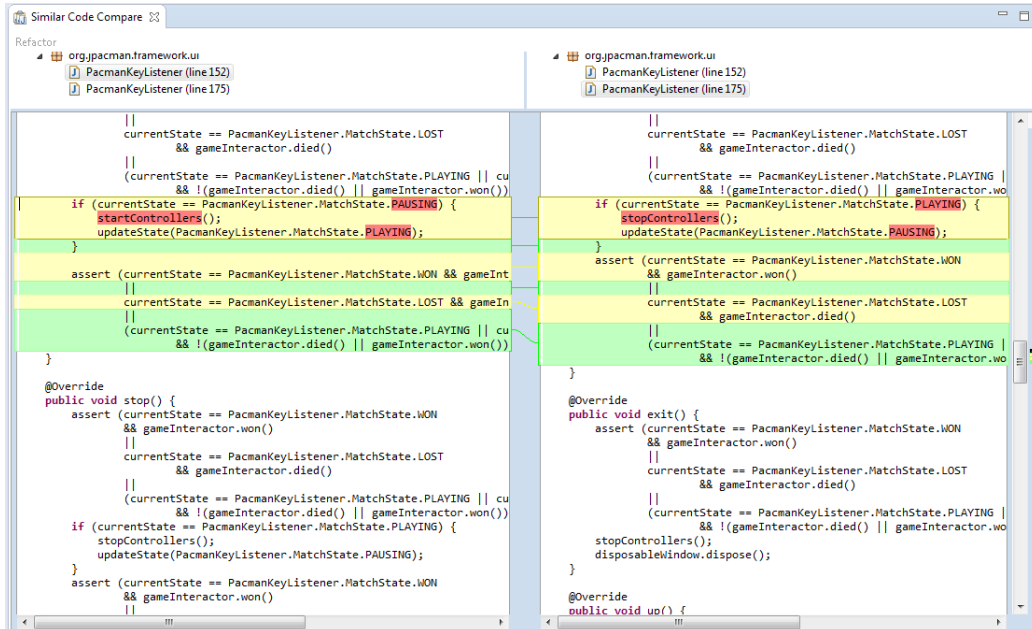 Similar Code Compare
Refactor
org.jpacman.framework.ui
PacmanKeyListener (line 152)
PacmanKeyListener (line 175)
org.jpacman.framework.ui
PacmanKeyListener (line 152)
PacmanKeyListener (line 175)
||
currentState == PacmanKeyListener.MatchState.LOST
&& gameInteractor.died()
||
(currentState == PacmanKeyListener.MatchState.PLAYING || cu
&& !(gameInteractor.died() || gameInteractor.won())
if (currentState == PacmanKeyListener.MatchState.PAUSING) {
startControllers();
updateState(PacmanKeyListener.MatchState.PLAYING);
}
assert (currentState == PacmanKeyListener.MatchState.WON && gameInt
||
currentState == PacmanKeyListener.MatchState.LOST && gameIn
||
(currentState == PacmanKeyListener.MatchState.PLAYING || cu
&& !(gameInteractor.died() || gameInteractor.won())
}
@Override
public void stop() {
assert (currentState == PacmanKeyListener.MatchState.WON
&& gameInteractor.won()
||
currentState == PacmanKeyListener.MatchState.LOST
&& gameInteractor.died()
||
(currentState == PacmanKeyListener.MatchState.PLAYING || cu
&& !(gameInteractor.died() || gameInteractor.won())
if (currentState == PacmanKeyListener.MatchState.PLAYING) {
stopControllers();
updateState(PacmanKeyListener.MatchState.PAUSING);
}
assert (currentState == PacmanKeyListener.MatchState.WON
&& gameInteractor.won()
||
||
currentState == PacmanKeyListener.MatchState.LOST
&& gameInteractor.died()
||
(currentState == PacmanKeyListener.MatchState.PLAYING |
&& !(gameInteractor.died() || gameInteractor.wo
if (currentState == PacmanKeyListener.MatchState.PLAYING) {
stopControllers();
updateState(PacmanKeyListener.MatchState.PAUSING);
}
assert (currentState == PacmanKeyListener.MatchState.WON
&& gameInteractor.won()
||
currentState == PacmanKeyListener.MatchState.LOST
&& gameInteractor.died()
||
(currentState == PacmanKeyListener.MatchState.PLAYING |
&& !(gameInteractor.died() || gameInteractor.wo
}
@Override
public void exit() {
assert (currentState == PacmanKeyListener.MatchState.WON
&& gameInteractor.won()
||
currentState == PacmanKeyListener.MatchState.LOST
&& gameInteractor.died()
||
(currentState == PacmanKeyListener.MatchState.PLAYING |
&& !(gameInteractor.died() || gameInteractor.wo
stopControllers();
disposableWindow.dispose();
}
@Override
public void up() {